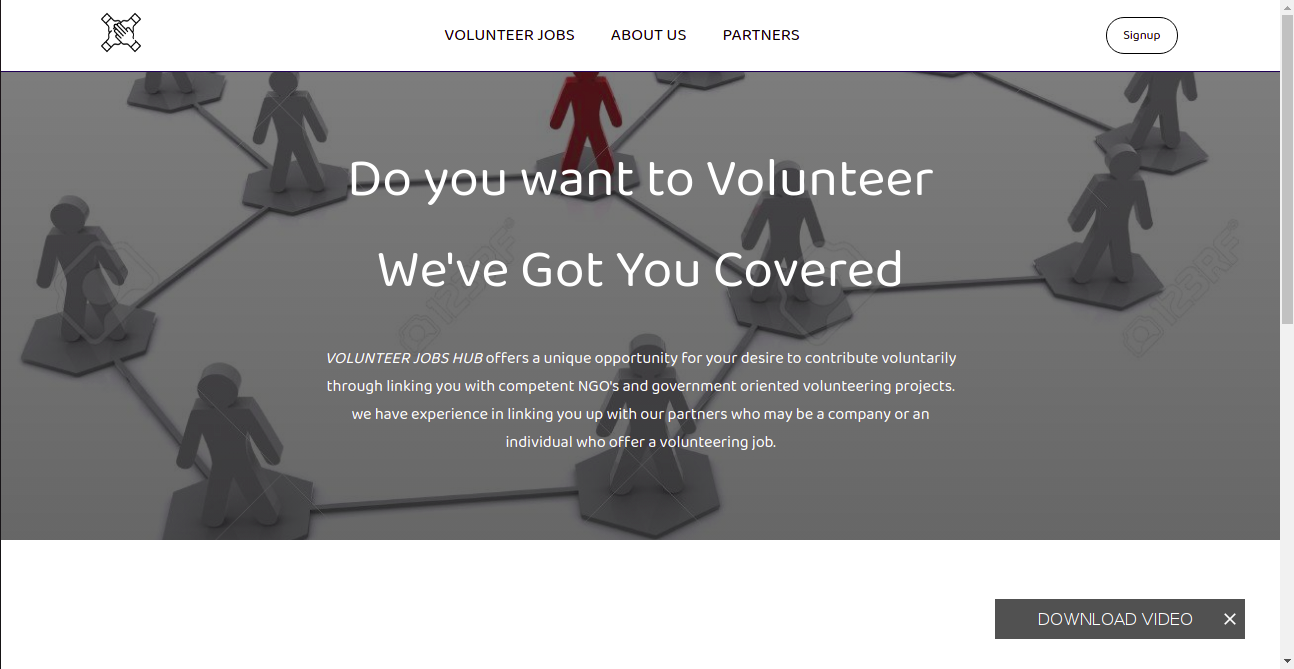 VOLUNTEER JOBS ABOUT US PARTNERS Signup
Do you want to Volunteer
We've Got You Covered
VOLUNTEER JOBS HUB offers a unique opportunity for your desire to contribute voluntarily
through linking you with competent NGO's and government oriented volunteering projects.
we have experience in linking you up with our partners who may be a company or an
individual who offer a volunteering job.
@123RF®
@123RF®
DOWNLOAD VIDEO ✕